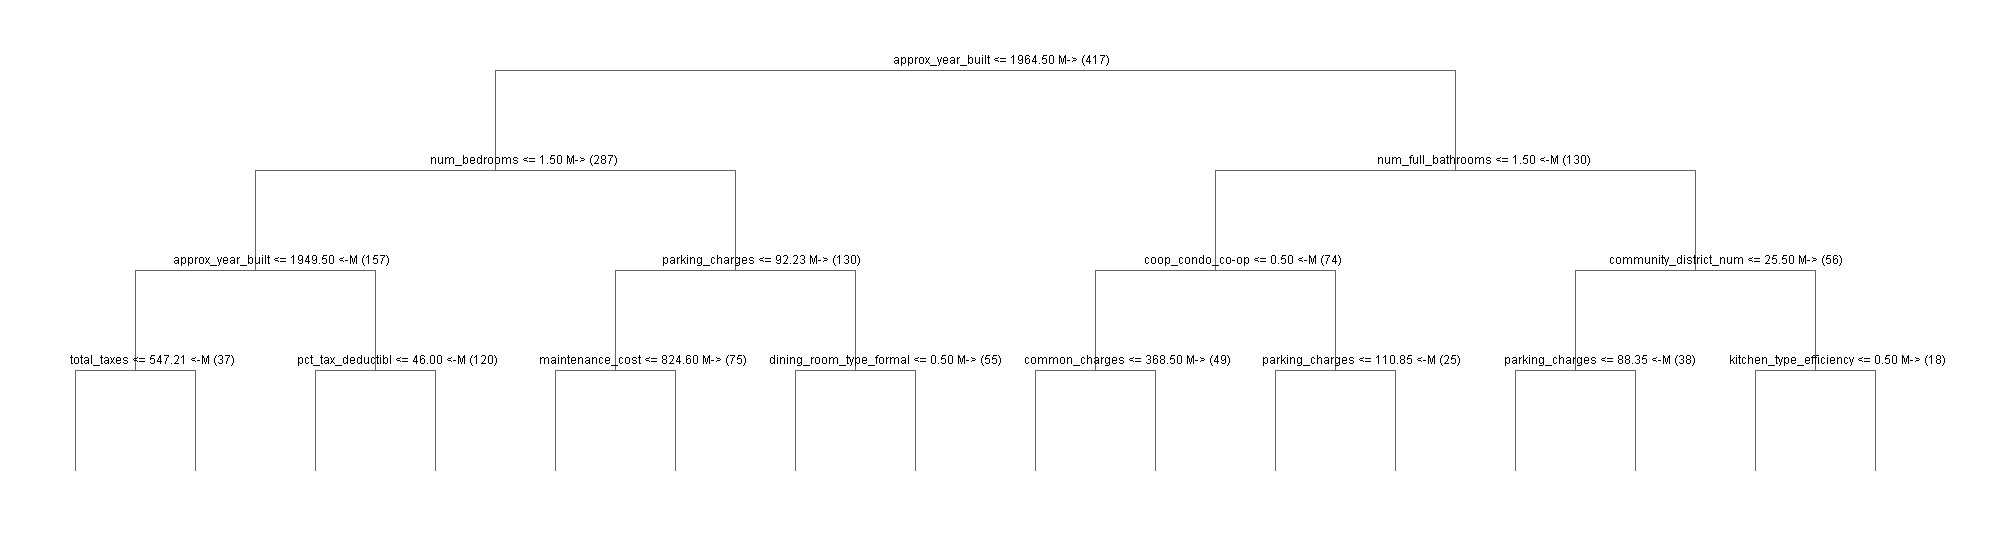 approx_year_built <= 1964.50 M-> (417)
num_bedrooms <= 1.50 M-> (287)
num_full_bathrooms <= 1.50 <-M (130)
approx_year_built <= 1949.50 <-M (157)
parking_charges <= 92.23 M-> (130)
coop_condo_co-op <= 0.50 <-M (74)
community_district_num <= 25.50 M-> (56)
total_taxes <= 547.21 <-M (37)
pct_tax_deductibl <= 46.00 <-M (120)
maintenance_cost <= 824.60 M-> (75)
dining_room_type_formal <= 0.50 M-> (55)
common_charges <= 368.50 M-> (49)
parking_charges <= 110.85 <-M (25)
parking_charges <= 88.35 <-M (38)
kitchen_type_efficiency <= 0.50 M-> (18)